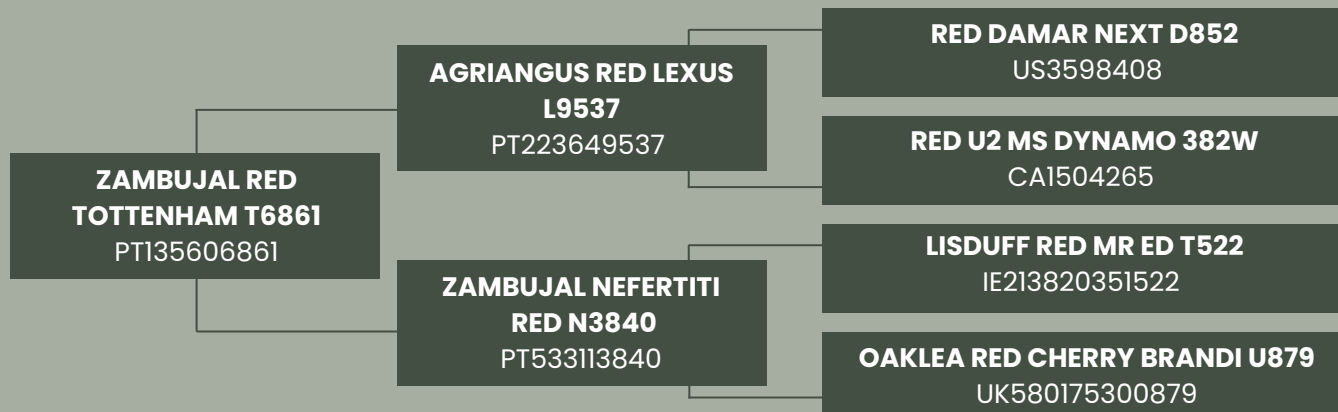 RED DAMAR NEXT D852
US3598408
AGRIANGUS RED LEXUS
L9537
PT223649537
RED U2 MS DYNAMO 382W
CA1504265
ZAMBUJAL RED
TOTTENHAM T6861
PT135606861
LISDUFF RED MR ED T522
IE213820351522
ZAMBUJAL NEFERTITI
RED N3840
PT533113840
OAKLEA RED CHERRY BRANDI U879
UK580175300879